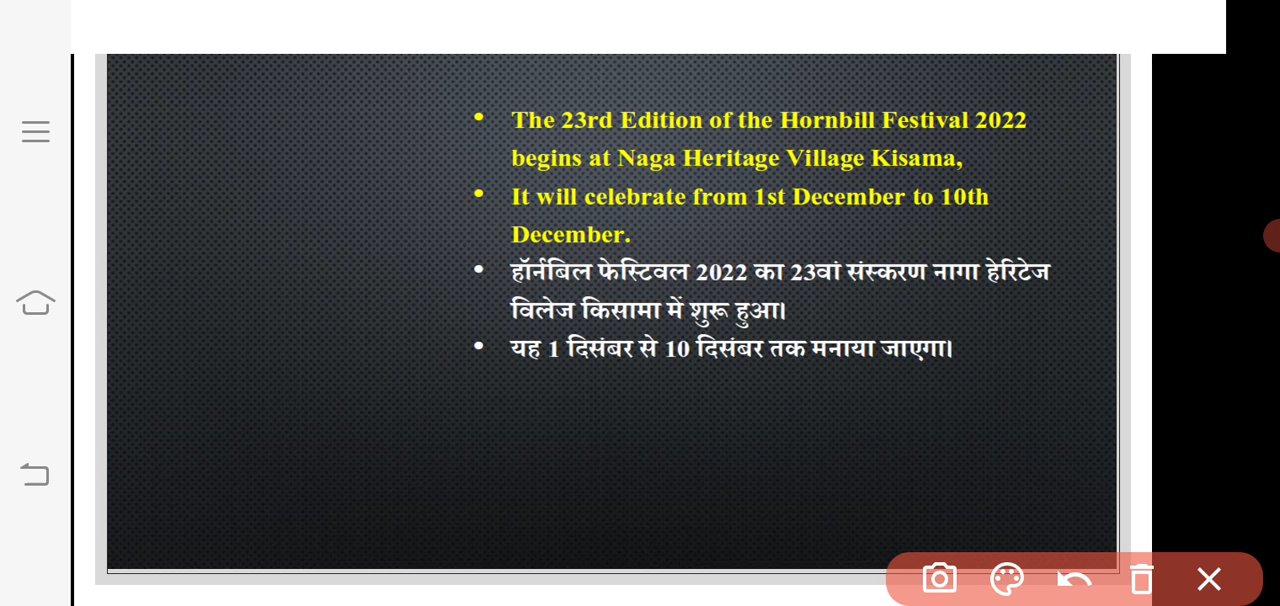 • The 23rd Edition of the Hornbill Festival 2022
begins at Naga Heritage Village Kisama,
• It will celebrate from 1st December to 10th
December.
• हॉर्नबिल फेस्टिवल 2022 का 23वां संस्करण नागा हेरिटेज
विलेज किसामा में शुरू हुआ।
• यह 1 दिसंबर से 10 दिसंबर तक मनाया जाएगा।